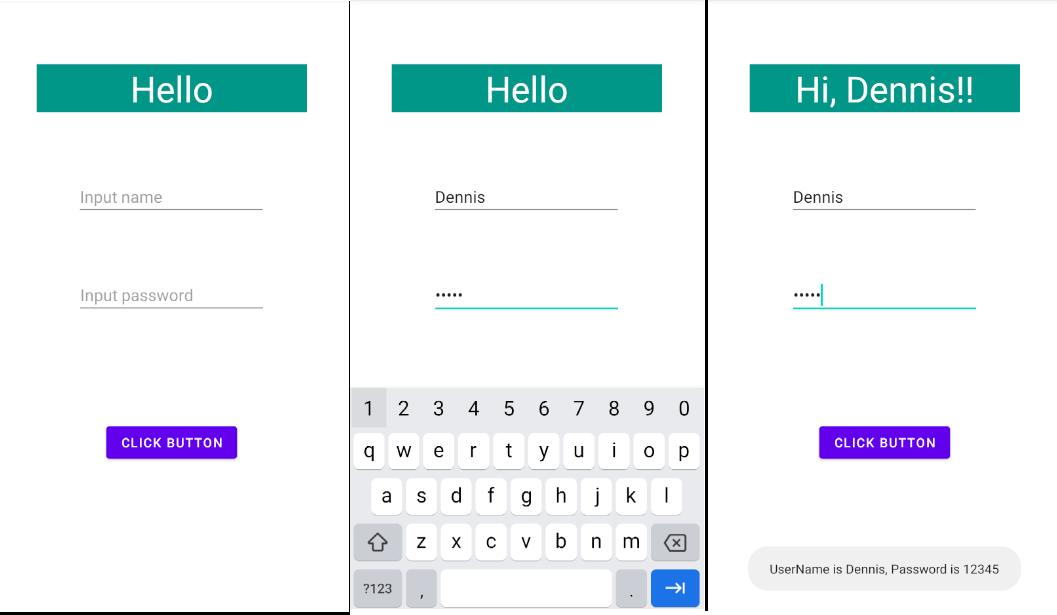 Hello
Input name
Input password
CLICK BUTTON
Hello
Dennis
•••••
1 2 3 4 5 6 7 8 9 0
q w e r t y u i o p
a s d f g h j k l
z x c v b n m
?123 , .
Hi, Dennis!!
Dennis
•••••
CLICK BUTTON
UserName is Dennis, Password is 12345